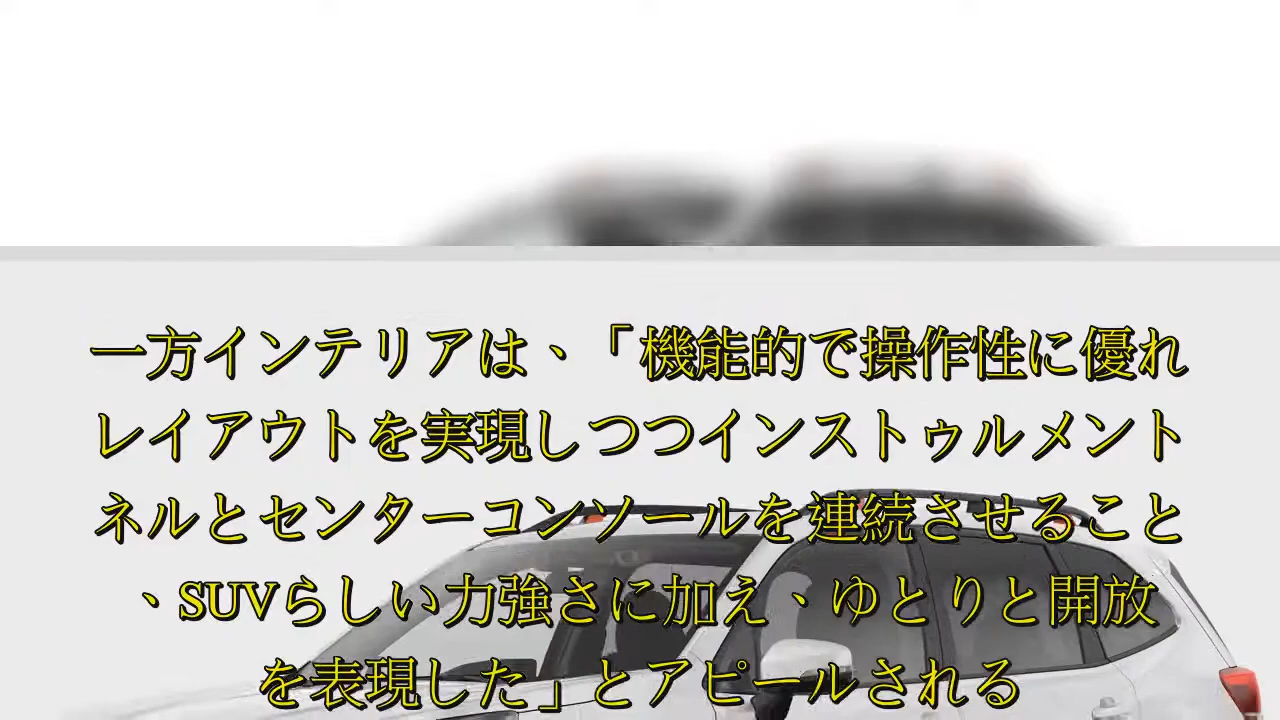 一方インテリアは、「機能的で操作性に優れ
レイアウトを実現しつつインストゥルメント
ネルとセンターコンソールを連続させること
、SUVらしい力強さに加え、ゆとりと開放
を表現した」とアピールされる